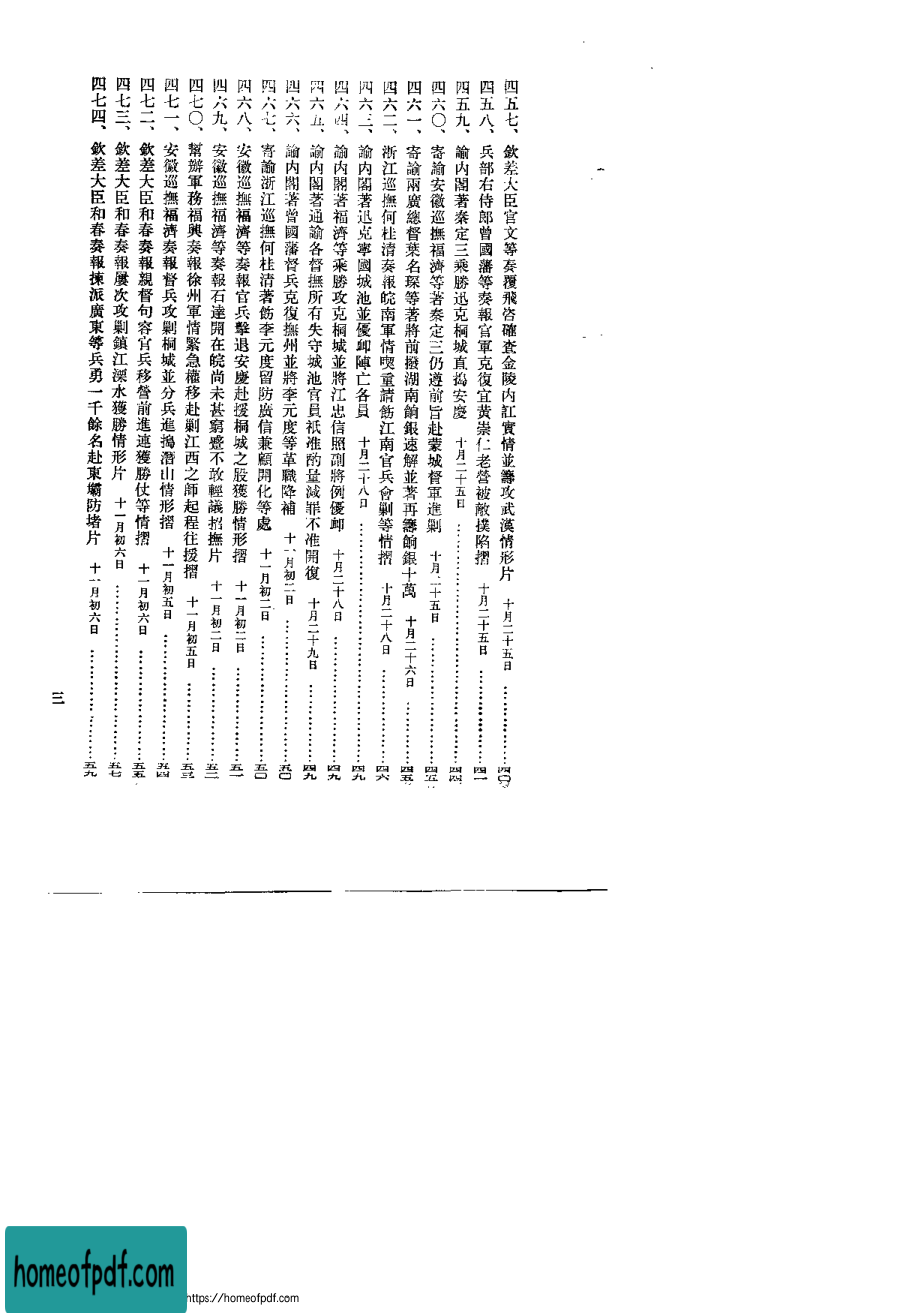 四五七、欽差大臣官文等奏覆飛咨確查金陵內訌實情並籌攻武漢情形片 十月二十五日 …………四〇
四五八、兵部右侍郎曾國藩等奏報官軍克復宜黃崇仁老營被敵撲陷摺 十月二十五日 …………四一
四五九、諭內閣著秦定三乘勝迅克桐城直搗安慶 十月二十五日 …………四四
四六〇、寄諭安徽巡撫福濟等著秦定三仍遵前旨赴蒙城督軍進剿 十月二十五日 …………四五
四六一、寄諭兩廣總督葉名琛等著將前撥湖南餉銀速解並著再籌餉銀十萬 十月二十六日 …………四五
四六二、浙江巡撫何桂清奏報皖南軍情喫重請飭江南官兵會剿等情摺 十月二十八日 …………四六
四六三、諭內閣著迅克寧國城池並優卹陣亡各員 十月二十八日 …………四九
四六四、諭內閣著福濟等乘勝攻克桐城並將江忠信照副將例優卹 十月二十八日 …………四九
四六五、諭內閣著通諭各督撫所有失守城池官員祇准酌量減罪不准開復 十月二十九日 …………四九
四六六、諭內閣著曾國藩督兵克復撫州並將李元度等革職降補 十一月初二日 …………五〇
四六七、寄諭浙江巡撫何桂清著飭李元度留防廣信兼顧開化等處 十一月初二日 …………五〇
四六八、安徽巡撫福濟等奏報官兵擊退安慶赴援桐城之股獲勝情形摺 十一月初二日 …………五一
四六九、安徽巡撫福濟等奏報石達開在皖尚未甚窮蹙不敢輕議招撫片 十一月初二日 …………五二
四七〇、幫辦軍務福興奏報徐州軍情緊急權移赴剿江西之師起程往援摺 十一月初五日 …………五三
四七一、安徽巡撫福濟奏報督兵攻剿桐城並分兵進搗潛山情形摺 十一月初五日 …………五四
四七二、欽差大臣和春奏報親督句容官兵移營前進連獲勝仗等情摺 十一月初六日 …………五五
四七三、欽差大臣和春奏報屢次攻剿鎮江溧水獲勝情形片 十一月初六日 …………五七
四七四、欽差大臣和春奏報揀派廣東等兵勇一千餘名赴東壩防堵片 十一月初六日 …………五九
三
homeofpdf.com
https://homeofpdf.com